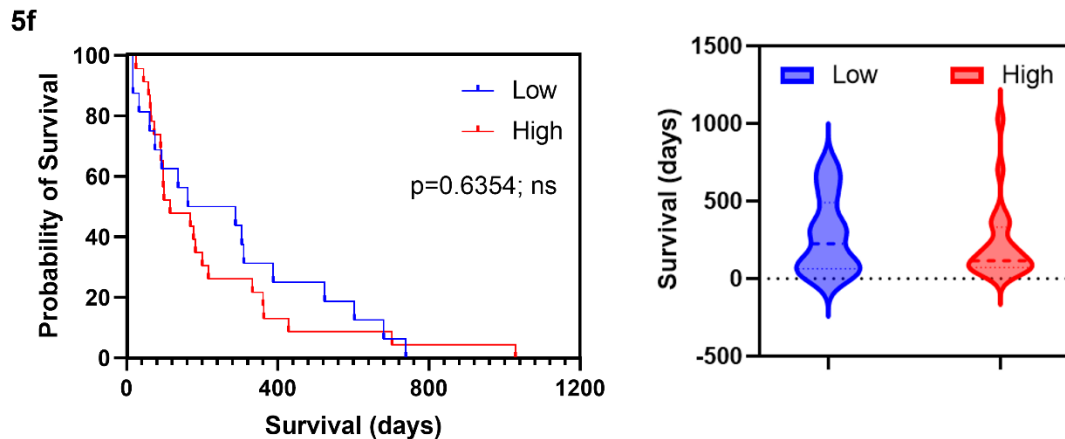 5f
Probability of Survival
100
80
60
40
20
0
Low
High
p=0.6354; ns
0
400
800
1200
Survival (days)
Survival (days)
1500
1000
500
0
-500
Low
High